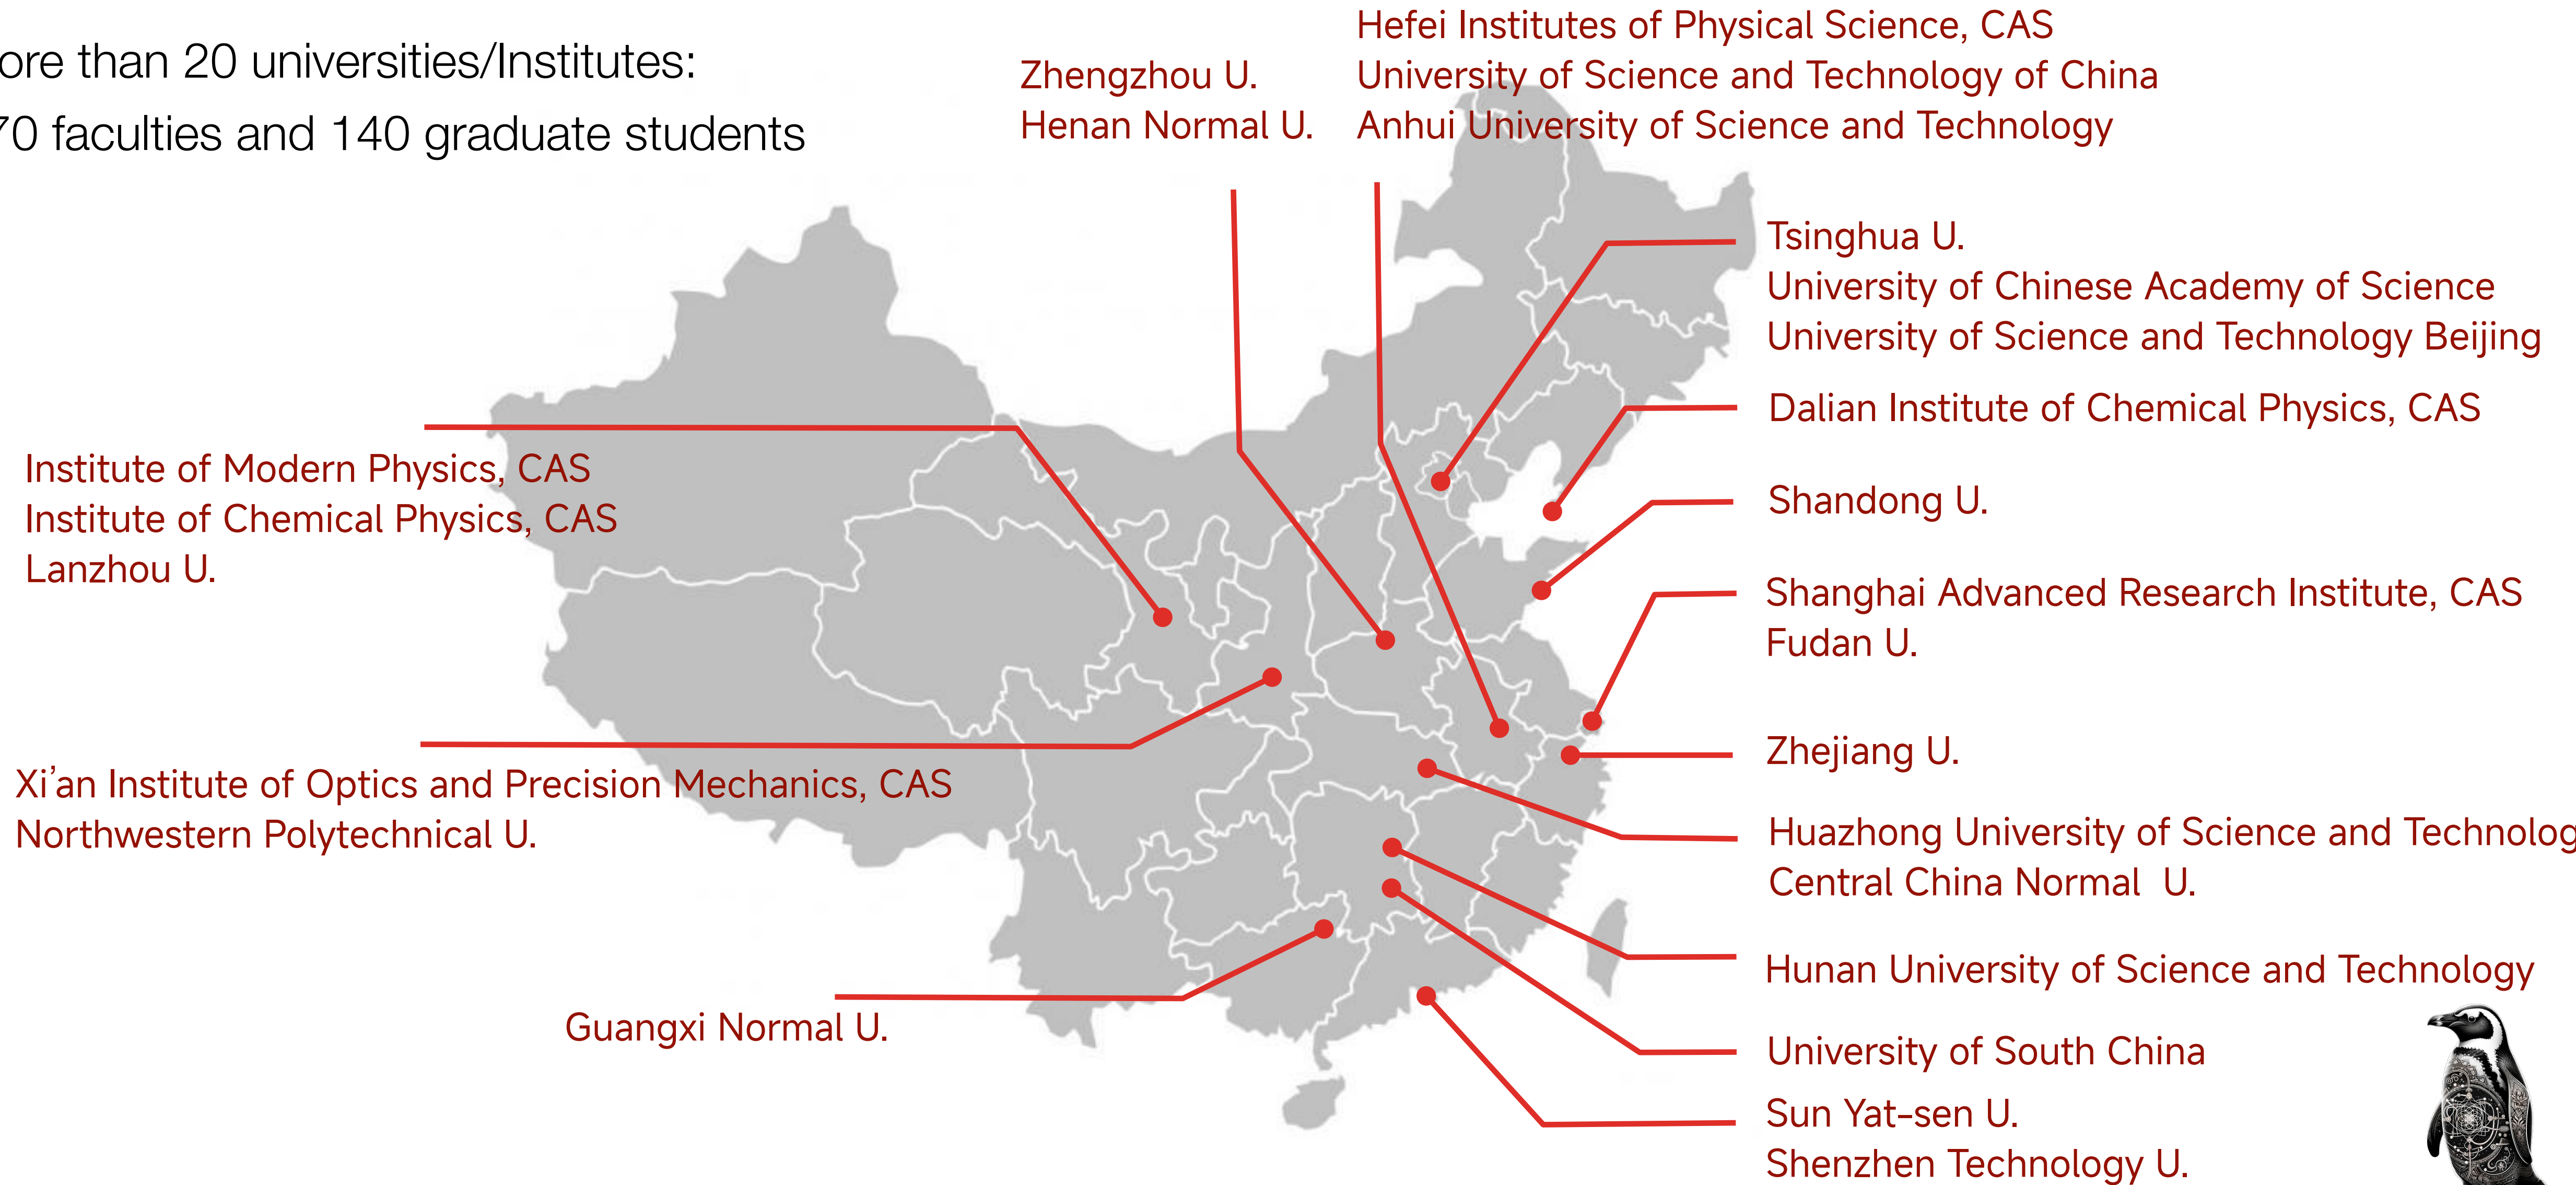 ore than 20 universities/Institutes:
70 faculties and 140 graduate students
Zhengzhou U.
Henan Normal U.
Hefei Institutes of Physical Science, CAS
University of Science and Technology of China
Anhui University of Science and Technology
Tsinghua U.
University of Chinese Academy of Science
University of Science and Technology Beijing
Dalian Institute of Chemical Physics, CAS
Shandong U.
Shanghai Advanced Research Institute, CAS
Fudan U.
Zhejiang U.
Huazhong University of Science and Technolog
Central China Normal  U.
Hunan University of Science and Technology
University of South China
Sun Yat-sen U.
Shenzhen Technology U.
Institute of Modern Physics, CAS
Institute of Chemical Physics, CAS
Lanzhou U.
Xi'an Institute of Optics and Precision Mechanics, CAS
Northwestern Polytechnical U.
Guangxi Normal U.